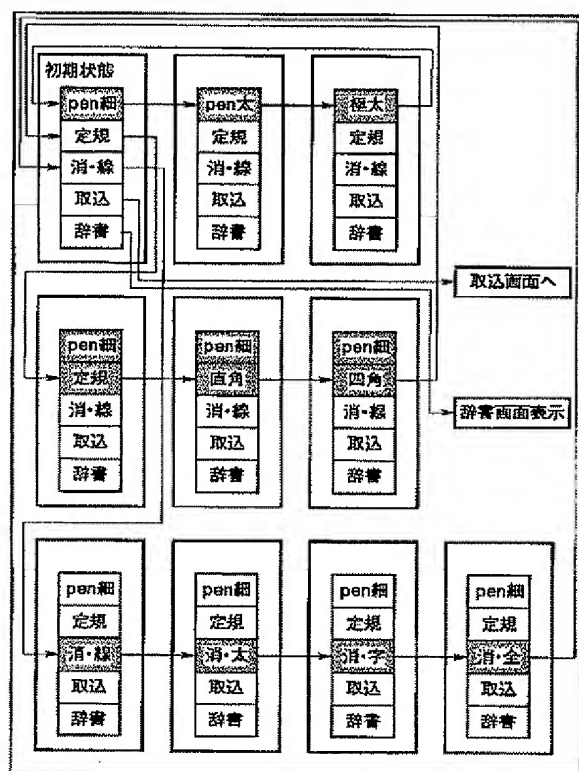 初期状態
pen細
定規
消・線
取込
辞書
pen太
定規
消・線
取込
辞書
極太
定規
消・線
取込
辞書
取込画面へ
pen細
定規
消・線
取込
辞書
pen細
直角
消・線
取込
辞書
pen細
四角
消・線
取込
辞書
辞書画面表示
pen細
定規
消・線
取込
辞書
pen細
定規
消・太
取込
辞書
pen細
定規
消・字
取込
辞書
pen細
定規
消・全
取込
辞書